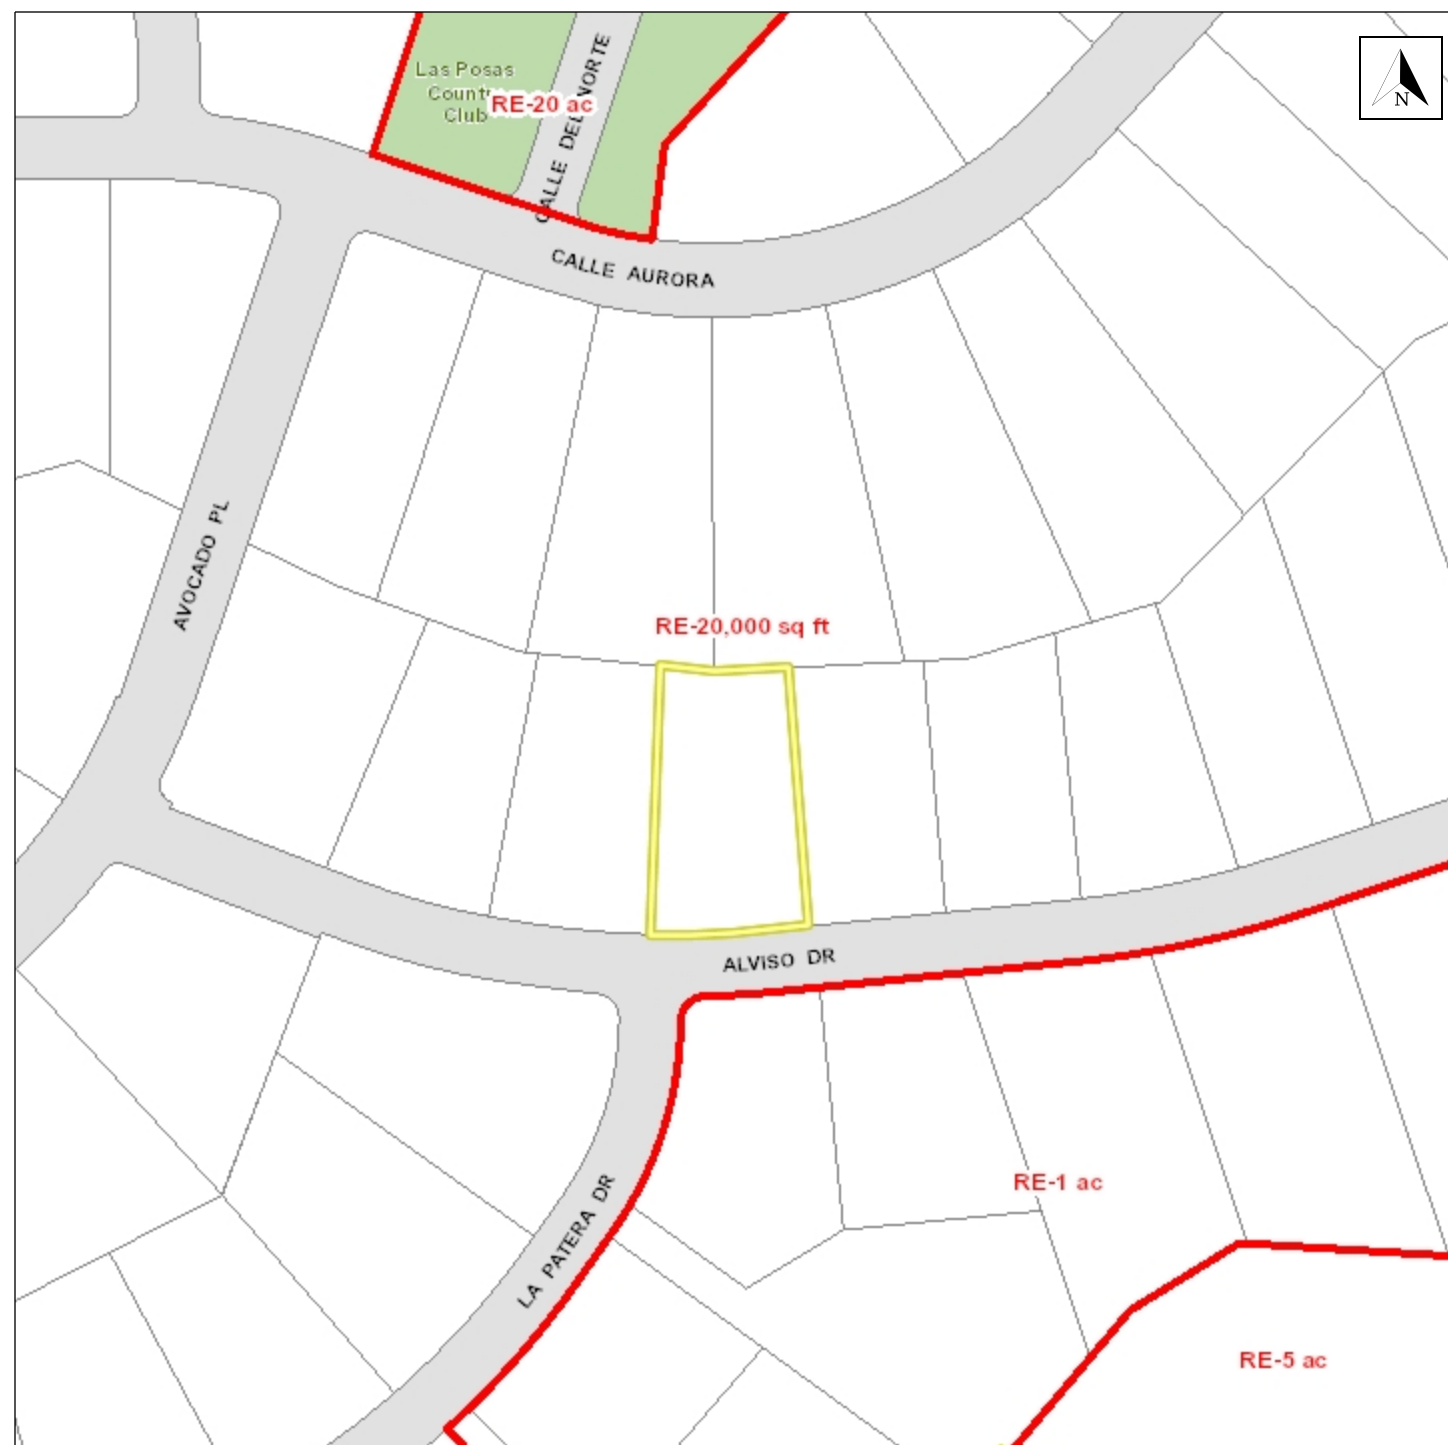 Las Posas
Country
Club
RE-20 ac
CALLE DEL NORTE
N
CALLE AURORA
AVOCADO PL
RE-20,000 sq ft
ALVISO DR
RE-1 ac
LA PATERA DR
RE-5 ac